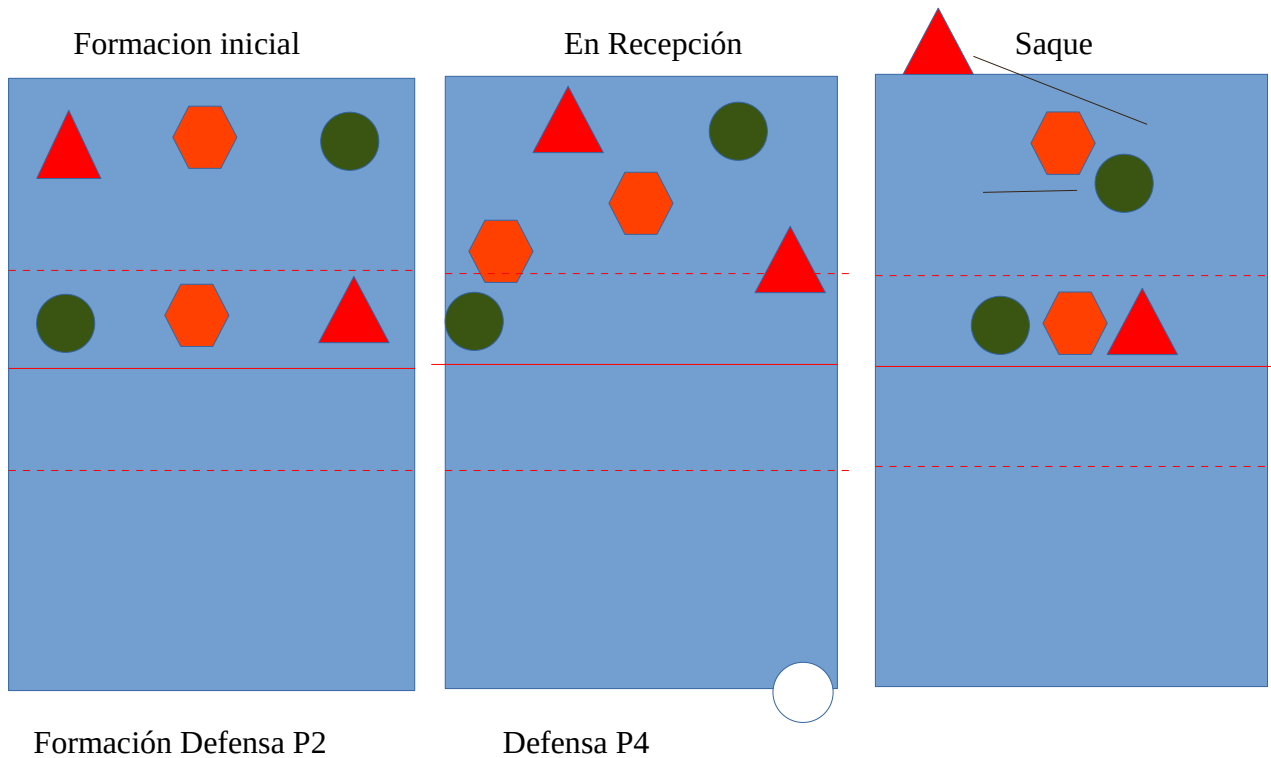 Formacion inicial
En Recepción
Saque
Formación Defensa P2
Defensa P4